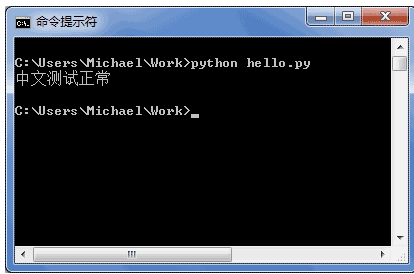 命令提示符
C:\Users\Michael\Work>python hello.py
中文测试正常
C:\Users\Michael\Work>